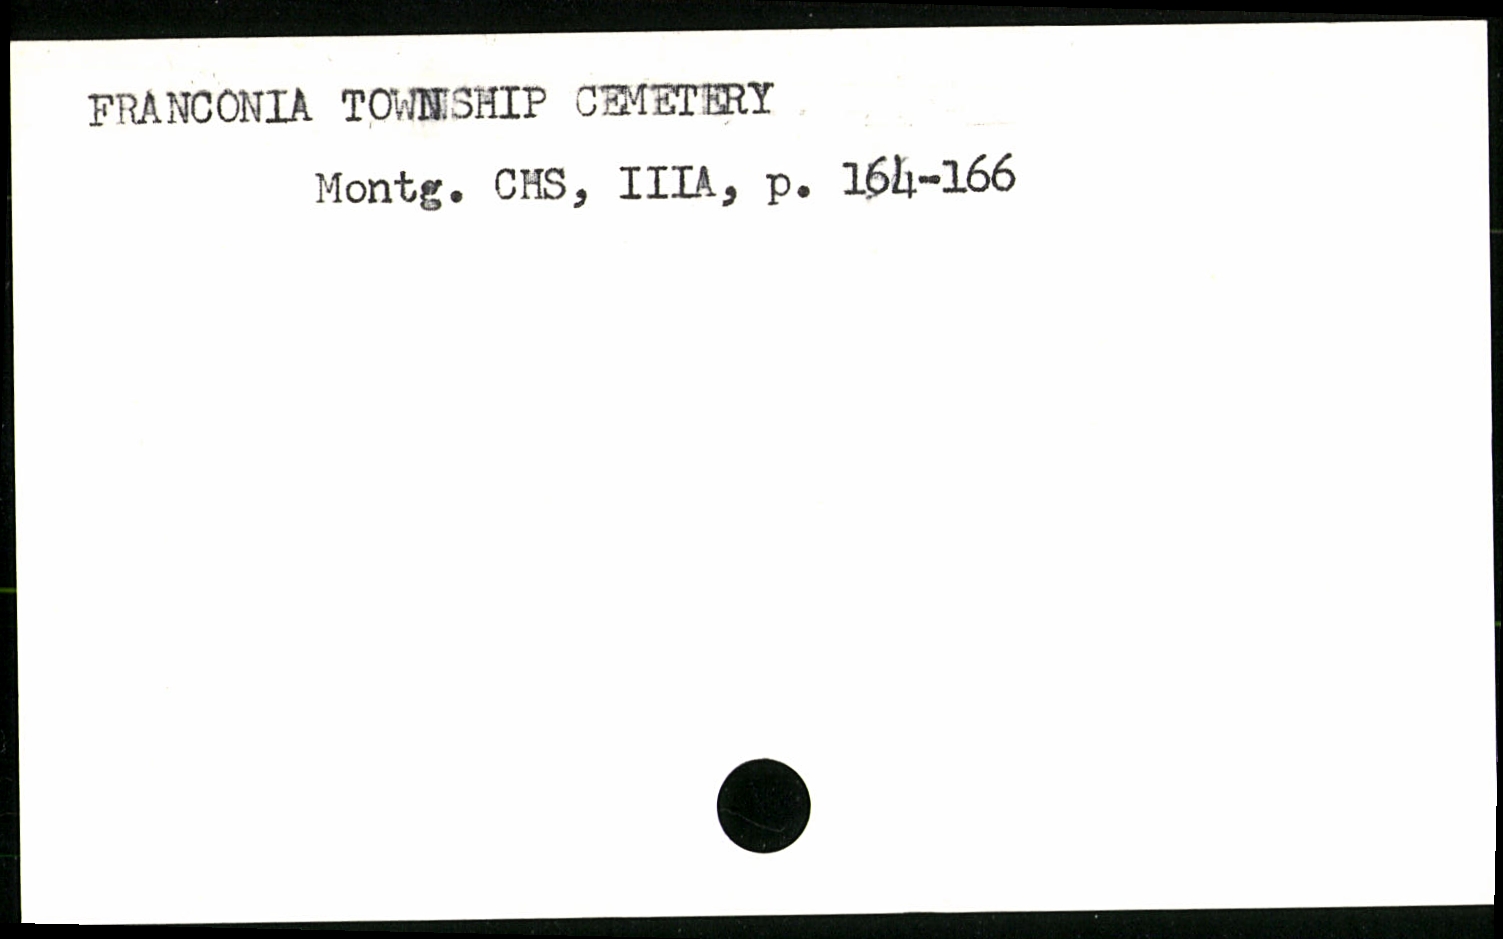 FRANCONIA TOWNSHIP CEMETERY
Montg. CHS, IIIA, p. 164-166